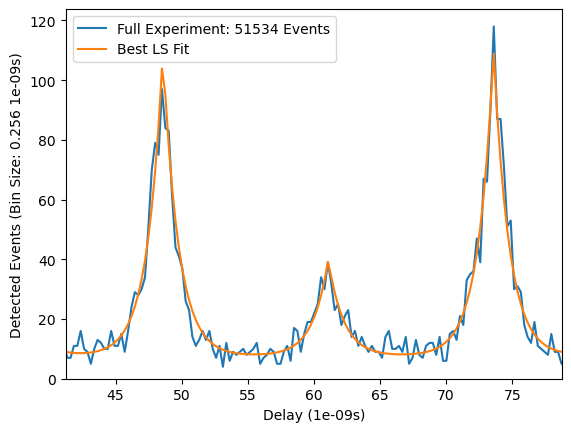 Full Experiment: 51534 Events
Best LS Fit
Detected Events (Bin Size: 0.256 1e-09s)
120
100
80
60
40
20
0
45 50 55 60 65 70 75
Delay (1e-09s)